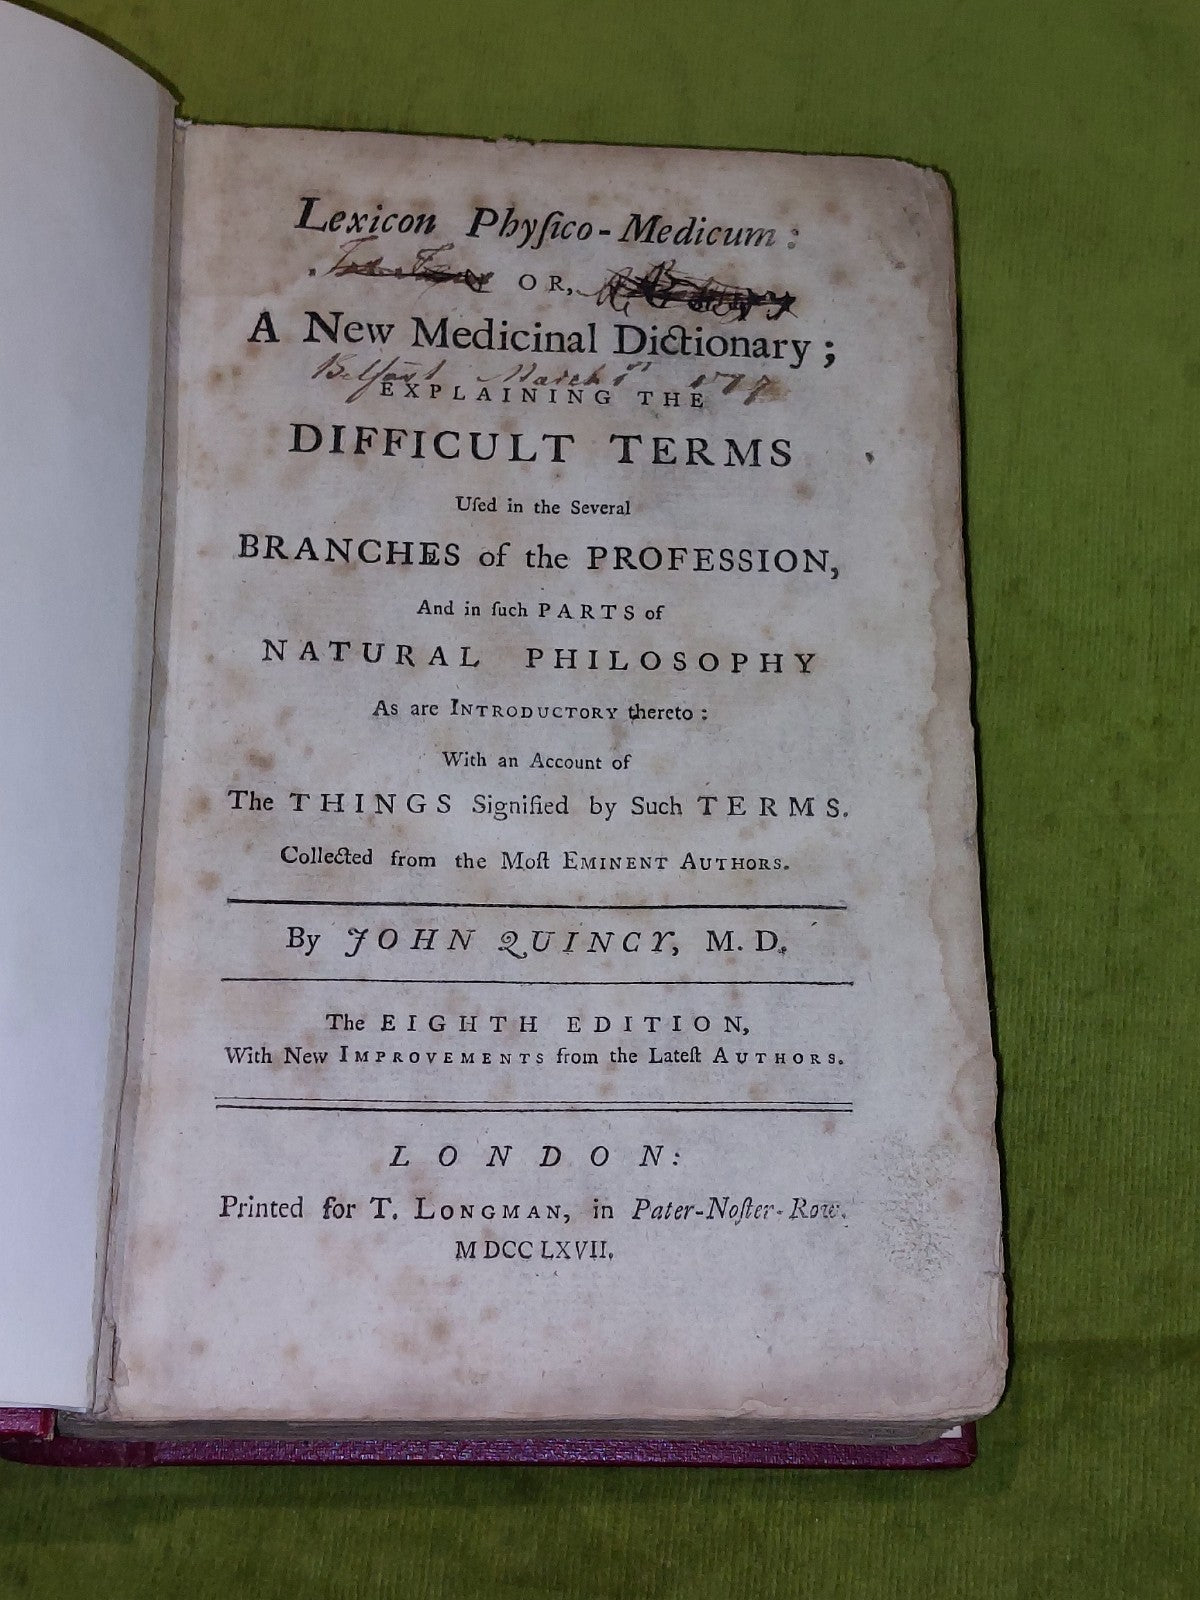 Lexicon Phyſico-Medicum:
OR,
A New Medicinal Dictionary;
Belfast March 1st 1777
EXPLAINING THE
DIFFICULT TERMS
Uſed in the Several
BRANCHES of the PROFESSION,
And in ſuch PARTS of
NATURAL PHILOSOPHY
As are INTRODUCTORY thereto:
With an Account of
The THINGS Signified by Such TERMS.
Collected from the Moſt EMINENT AUTHORS.
By JOHN QUINCY, M. D.
The EIGHTH EDITION,
With New IMPROVEMENTS from the Lateſt AUTHORS.
LONDON:
Printed for T. LONGMAN, in Pater-Noſter-Row.
MDCCLXVII.